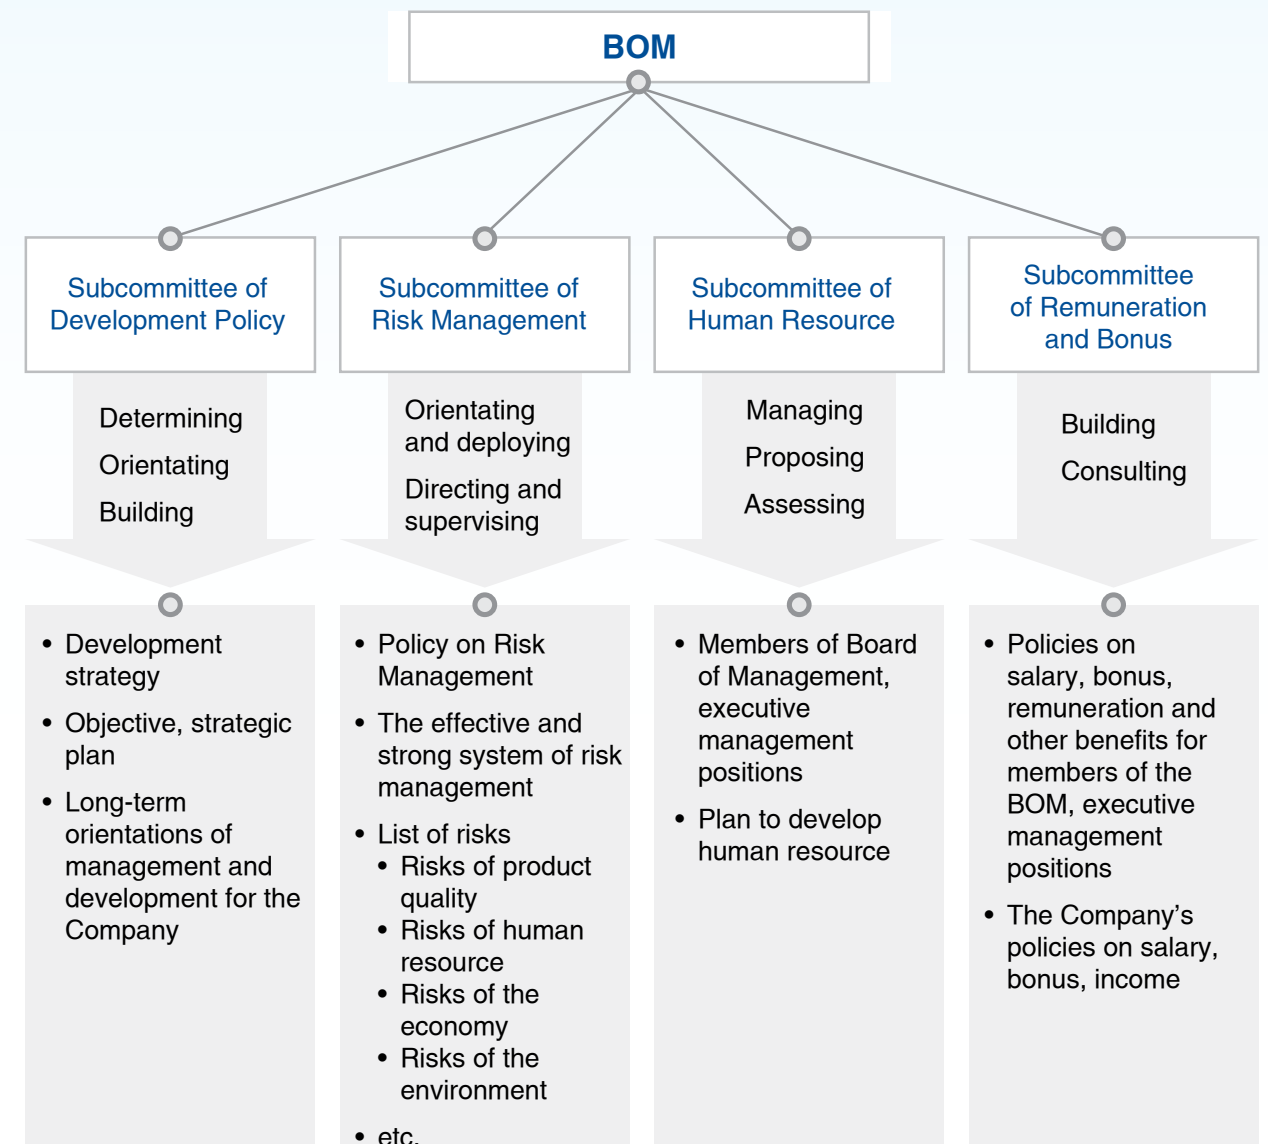 BOM
Subcommittee of
Development Policy
Subcommittee of
Risk Management
Subcommittee of
Human Resource
Subcommittee
of Remuneration
and Bonus
Determining
Orientating
Building
Orientating
and deploying
Directing and
supervising
Managing
Proposing
Assessing
Building
Consulting
• Development
strategy
• Objective, strategic
plan
• Long-term
orientations of
management and
development for the
Company
• Policy on Risk
Management
• The effective and
strong system of risk
management
• List of risks
• Risks of product
quality
• Risks of human
resource
• Risks of the
economy
• Risks of the
environment
• etc.
• Members of Board
of Management,
executive
management
positions
• Plan to develop
human resource
• Policies on
salary, bonus,
remuneration and
other benefits for
members of the
BOM, executive
management
positions
• The Company’s
policies on salary,
bonus, income